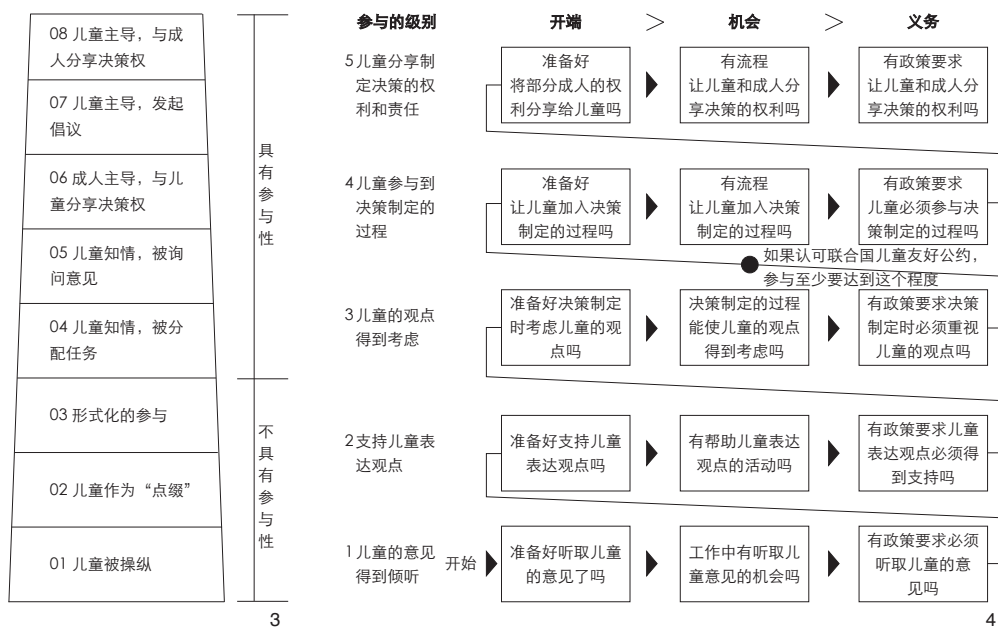 08 儿童主导，与成
人分享决策权
07 儿童主导，发起
倡议
06 成人主导，与儿
童分享决策权
05 儿童知情，被询
问意见
04 儿童知情，被分
配任务
03 形式化的参与
02 儿童作为“点缀”
01 儿童被操纵
具有参与性
不具有参与性
3
参与的级别
开端
>
机会
>
义务
5 儿童分享制
定决策的权
利和责任
准备好
将部分成人的权
利分享给儿童吗
有流程
让儿童和成人分
享决策的权利吗
有政策要求
让儿童和成人分
享决策的权利吗
4 儿童参与到
决策制定的
过程
准备好
让儿童加入决策
制定的过程吗
有流程
让儿童加入决策
制定的过程吗
有政策要求
儿童必须参与决
策制定的过程吗
如果认可联合国儿童友好公约，
参与至少要达到这个程度
3 儿童的观点
得到考虑
准备好决策制定
时考虑儿童的观
点吗
决策制定的过程
能使儿童的观点
得到考虑吗
有政策要求决策
制定时必须重视
儿童的观点吗
2 支持儿童表
达观点
准备好支持儿童
表达观点吗
有帮助儿童表达
观点的活动吗
有政策要求儿童
表达观点必须得
到支持吗
1 儿童的意见
得到倾听
开始
准备好听取儿童
的意见了吗
工作中有听取儿
童意见的机会吗
有政策要求必须
听取儿童的意
见吗
4